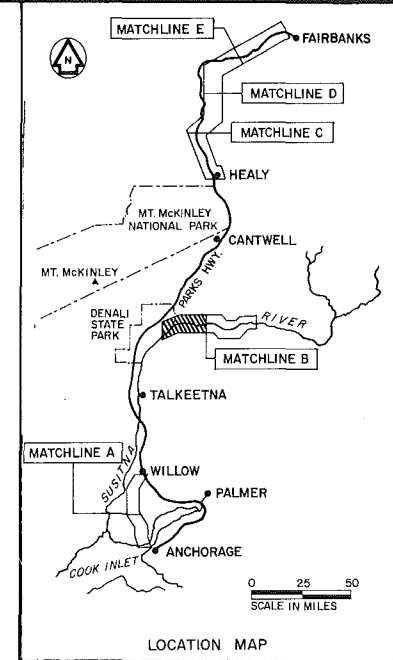 MATCHLINE E
FAIRBANKS
N
MATCHLINE D
MATCHLINE C
HEALY
MT. McKINLEY
NATIONAL PARK
CANTWELL
MT. McKINLEY
PARKS HWY.
DENALI
STATE
PARK
RIVER
MATCHLINE B
TALKEETNA
MATCHLINE A
SUSITNA
WILLOW
PALMER
ANCHORAGE
COOK INLET
0 25 50
SCALE IN MILES
LOCATION MAP